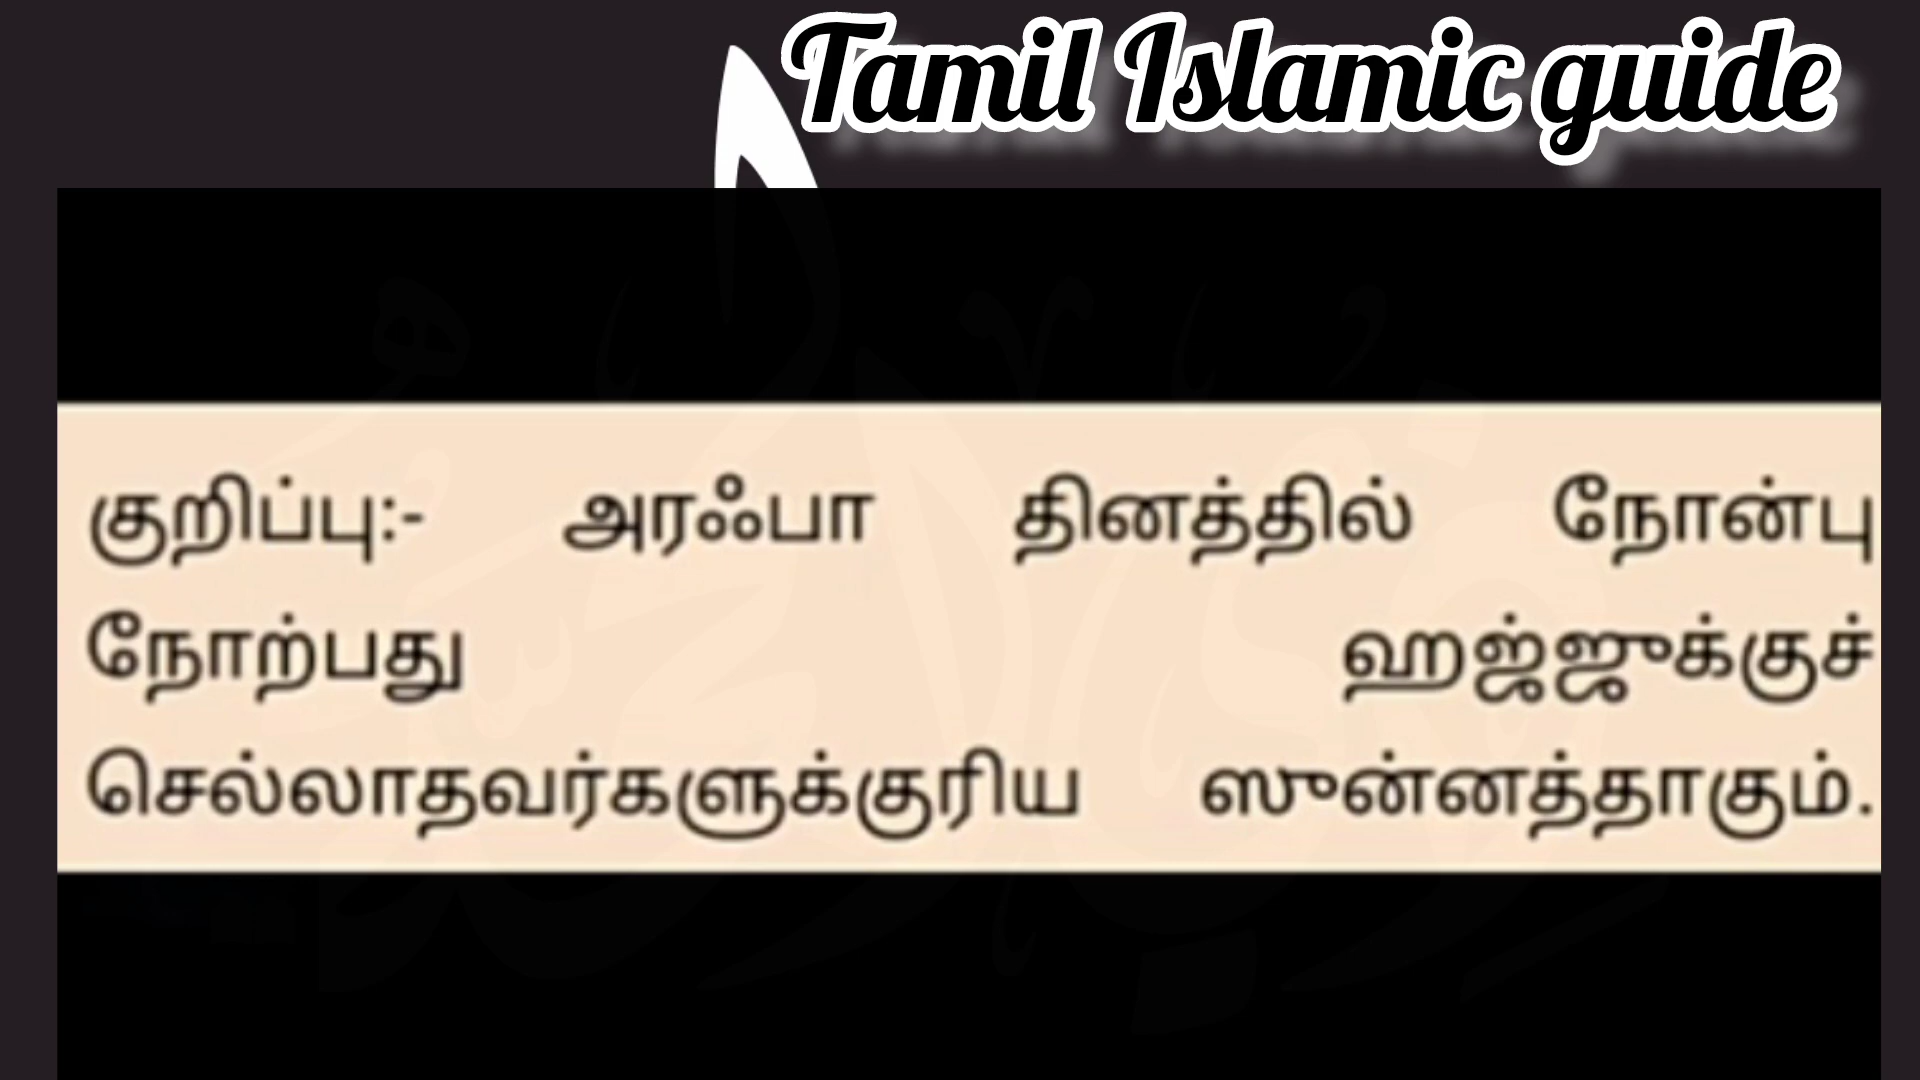 Tamil Islamic guide
குறிப்பு:- அரஃபா தினத்தில் நோன்பு
நோற்பது ஹஜ்ஜுக்குச்
செல்லாதவர்களுக்குரிய ஸுன்னத்தாகும்.